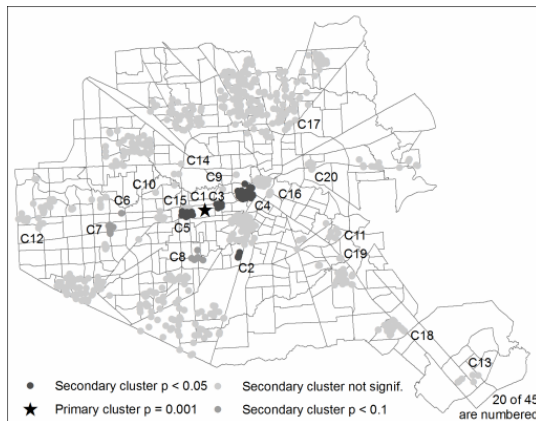 C17
C14
C9
C20
C10
C6
C15
C1
C3
C16
C4
C7
C12
C5
C11
C8
C2
C19
C18
C13
Secondary cluster p < 0.05
Secondary cluster not signif.
20 of 45
Primary cluster p = 0.001
Secondary cluster p < 0.1
are numbered